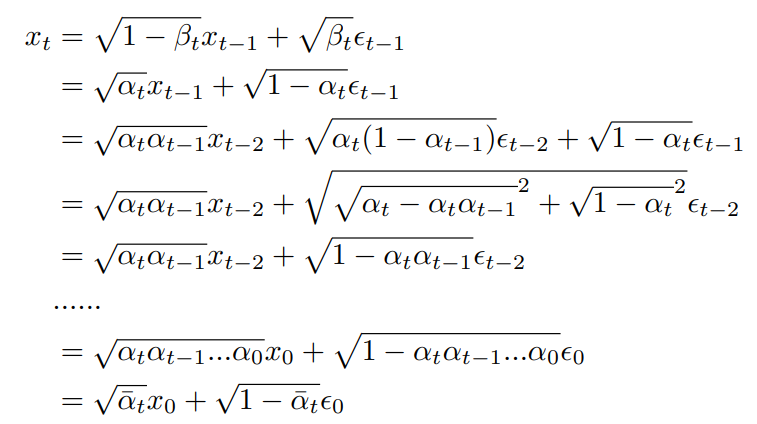 $x_t = \sqrt{1-\beta_t}x_{t-1} + \sqrt{\beta_t}\epsilon_{t-1}$
$= \sqrt{\alpha_t}x_{t-1} + \sqrt{1-\alpha_t}\epsilon_{t-1}$
$= \sqrt{\alpha_t\alpha_{t-1}}x_{t-2} + \sqrt{\alpha_t(1-\alpha_{t-1})}\epsilon_{t-2} + \sqrt{1-\alpha_t}\epsilon_{t-1}$
$= \sqrt{\alpha_t\alpha_{t-1}}x_{t-2} + \sqrt{\sqrt{\alpha_t-\alpha_t\alpha_{t-1}}^2 + \sqrt{1-\alpha_t}^2}\epsilon_{t-2}$
$= \sqrt{\alpha_t\alpha_{t-1}}x_{t-2} + \sqrt{1-\alpha_t\alpha_{t-1}}\epsilon_{t-2}$
......
$= \sqrt{\alpha_t\alpha_{t-1}...\alpha_0}x_0 + \sqrt{1-\alpha_t\alpha_{t-1}...\alpha_0}\epsilon_0$
$= \sqrt{\bar{\alpha}_t}x_0 + \sqrt{1-\bar{\alpha}_t}\epsilon_0$